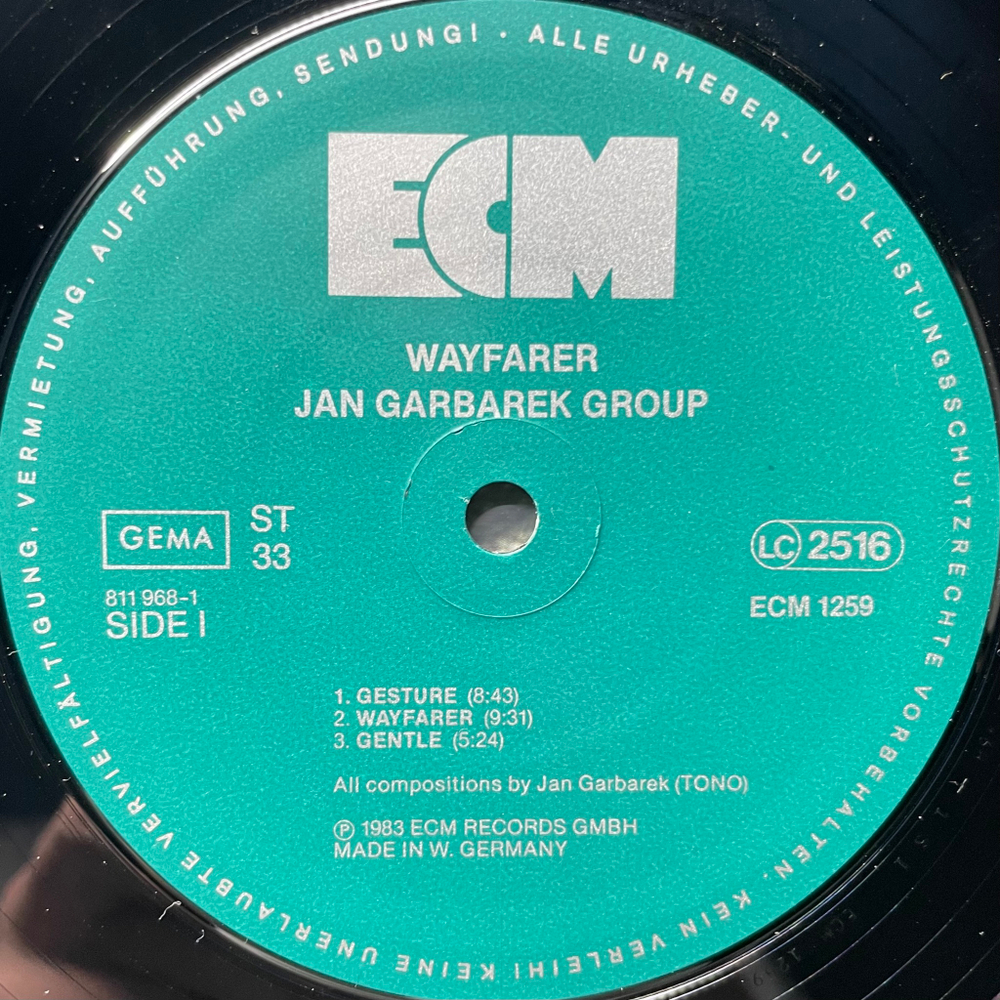 ECM
WAYFARER
JAN GARBAREK GROUP
GEMA
ST
33
811 968-1
SIDE I
LC 2516
ECM 1259
1. GESTURE (8:43)
2. WAYFARER (9:31)
3. GENTLE (5:24)
All compositions by Jan Garbarek (TONO)
℗ 1983 ECM RECORDS GMBH
MADE IN W. GERMANY
ALLE URHEBER- UND LEISTUNGSSCHUTZRECHTE VORBEHALTEN. KEIN VERLEIH! KEINE UNERLAUBTE VERVIELFÄLTIGUNG, VERMIETUNG, AUFFÜHRUNG, SENDUNG! ·